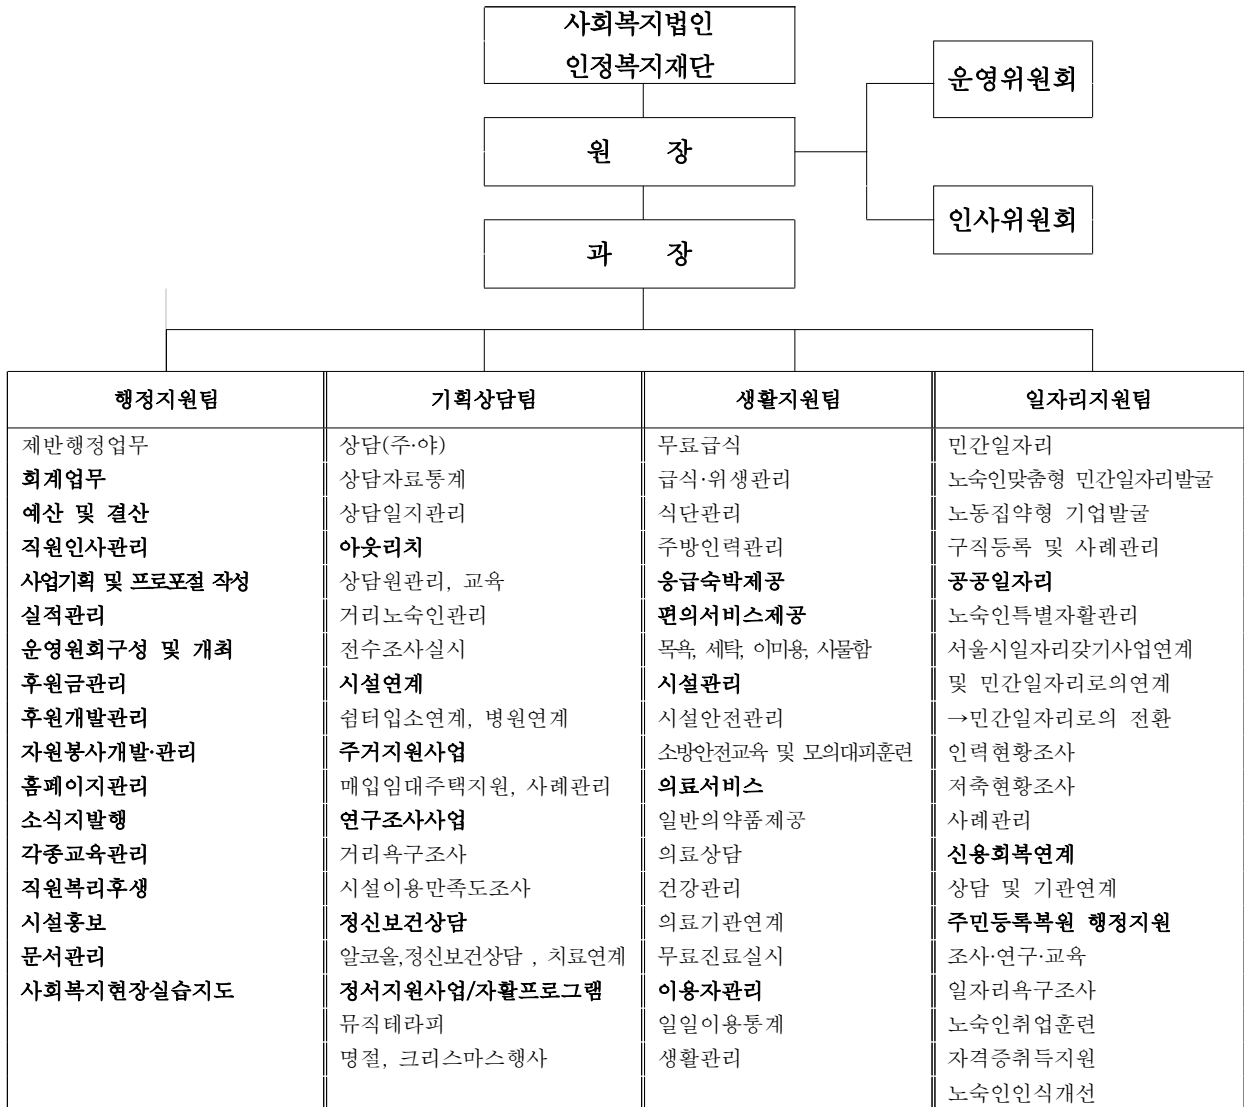 사회복지법인
인정복지재단
운영위원회
원 장
인사위원회
과 장
행정지원팀
제반행정업무
회계업무
예산 및 결산
직원인사관리
사업기획 및 프로포절 작성
실적관리
운영원회구성 및 개최
후원금관리
후원개발관리
자원봉사개발·관리
홈페이지관리
소식지발행
각종교육관리
직원복리후생
시설홍보
문서관리
사회복지현장실습지도
기획상담팀
상담(주·야)
상담자료통계
상담일지관리
아웃리치
상담원관리, 교육
거리노숙인관리
전수조사실시
시설연계
쉼터입소연계, 병원연계
주거지원사업
매입임대주택지원, 사례관리
연구조사사업
거리욕구조사
시설이용만족도조사
정신보건상담
알코올,정신보건상담 , 치료연계
정서지원사업/자활프로그램
뮤직테라피
명절, 크리스마스행사
생활지원팀
무료급식
급식·위생관리
식단관리
주방인력관리
응급숙박제공
편의서비스제공
목욕, 세탁, 이미용, 사물함
시설관리
시설안전관리
소방안전교육 및 모의대피훈련
의료서비스
일반의약품제공
의료상담
건강관리
의료기관연계
무료진료실시
이용자관리
일일이용통계
생활관리
일자리지원팀
민간일자리
노숙인맞춤형 민간일자리발굴
노동집약형 기업발굴
구직등록 및 사례관리
공공일자리
노숙인특별자활관리
서울시일자리갖기사업연계
및 민간일자리로의연계
→민간일자리로의 전환
인력현황조사
저축현황조사
사례관리
신용회복연계
상담 및 기관연계
주민등록복원 행정지원
조사·연구·교육
일자리욕구조사
노숙인취업훈련
자격증취득지원
노숙인인식개선